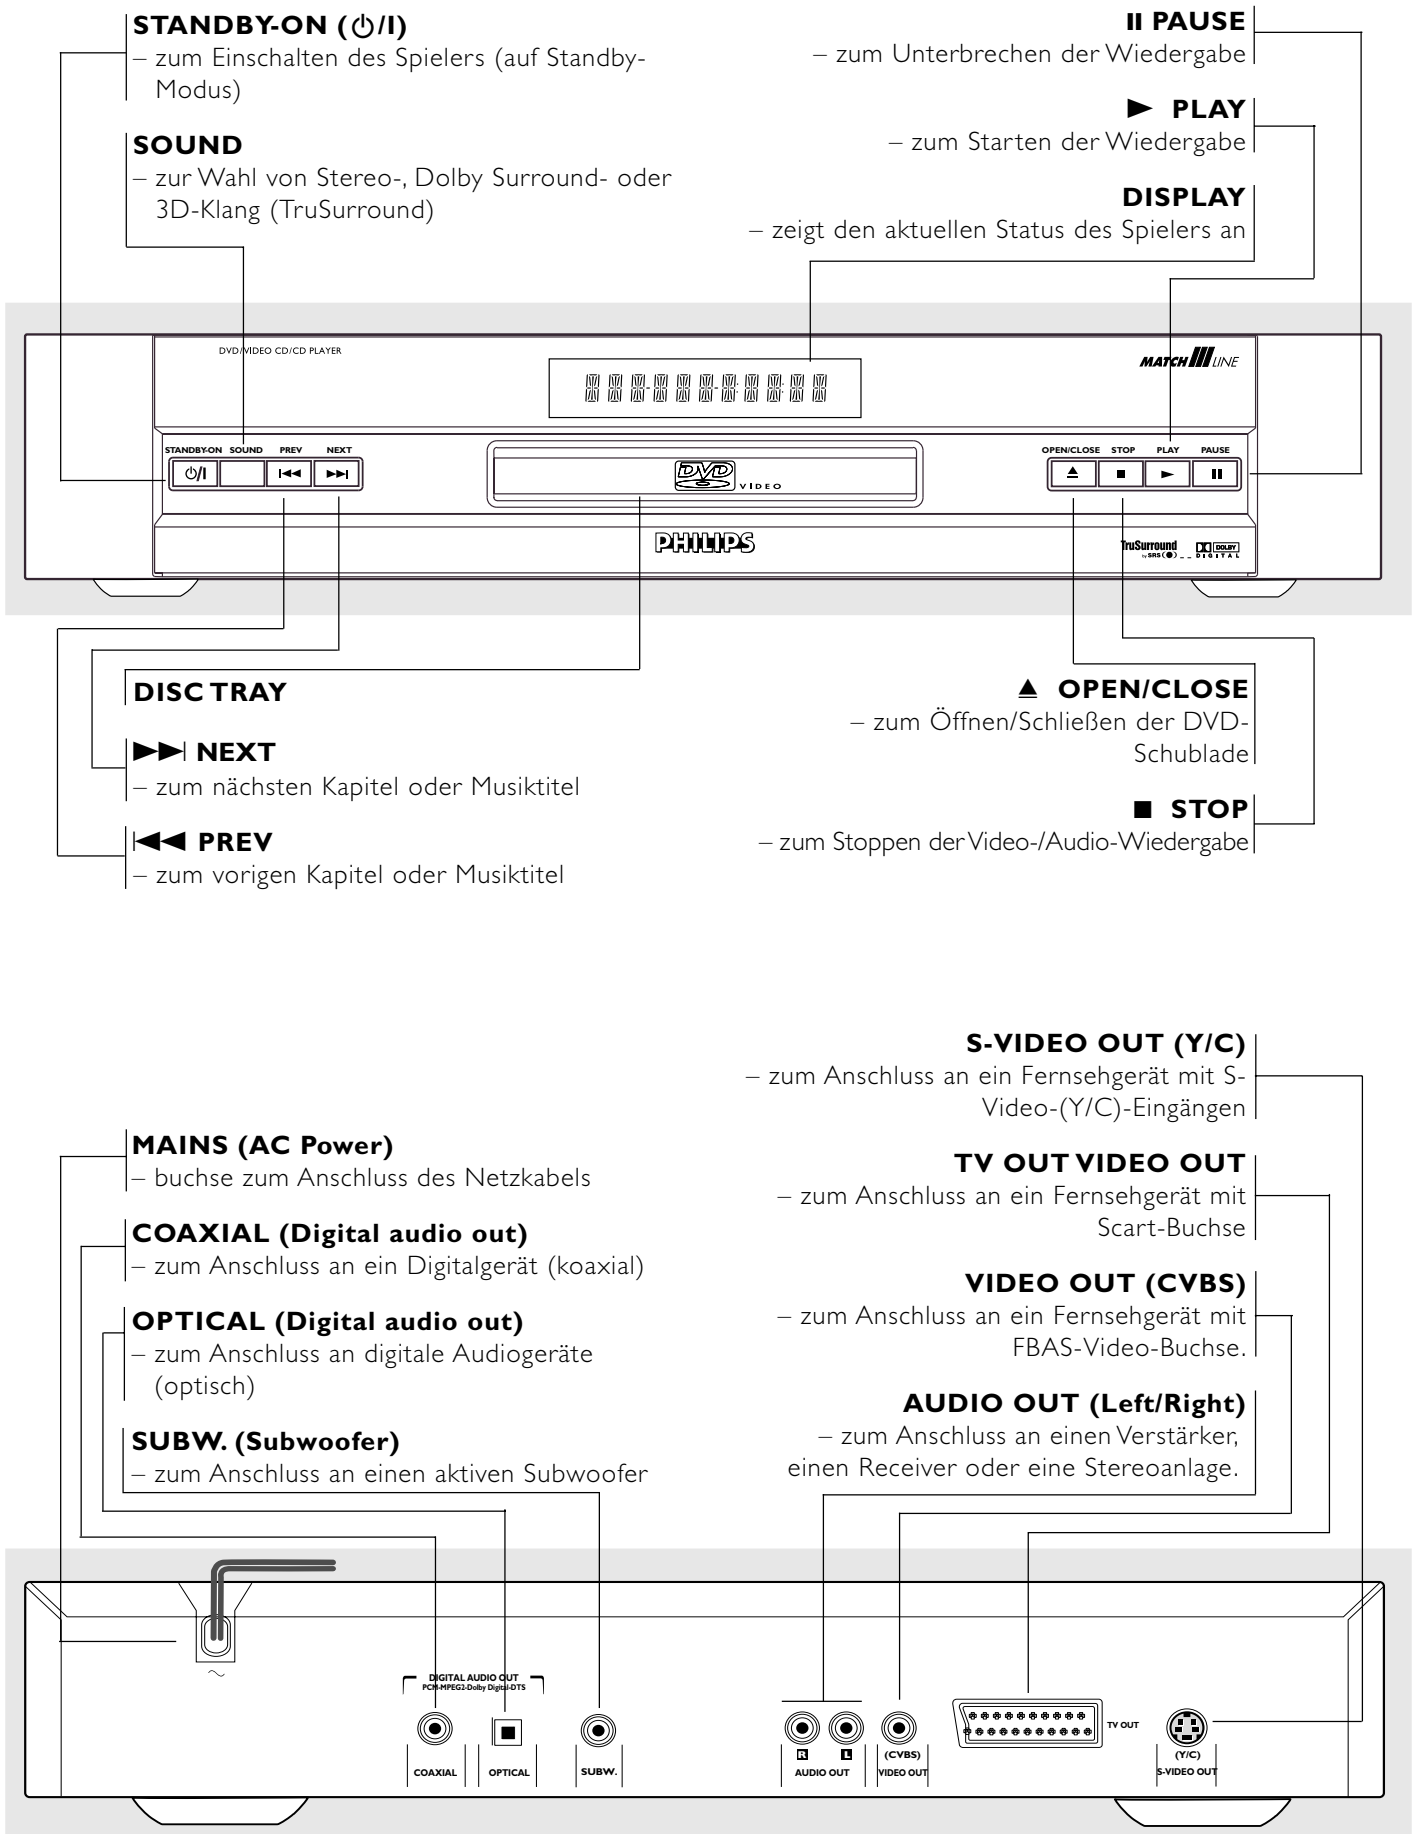 STANDBY-ON (⏻/I)
– zum Einschalten des Spielers (auf Standby-
Modus)
SOUND
– zur Wahl von Stereo-, Dolby Surround- oder
3D-Klang (TruSurround)
II PAUSE
– zum Unterbrechen der Wiedergabe
► PLAY
– zum Starten der Wiedergabe
DISPLAY
– zeigt den aktuellen Status des Spielers an
DVD/VIDEO CD/CD PLAYER
MATCH LINE
STANDBY-ON SOUND PREV NEXT
⏻/I
DVD
VIDEO
OPEN/CLOSE STOP PLAY PAUSE
PHILIPS
TruSurround
by SRS
DOLBY
DIGITAL
DISC TRAY
►►| NEXT
– zum nächsten Kapitel oder Musiktitel
|◄◄ PREV
– zum vorigen Kapitel oder Musiktitel
▲ OPEN/CLOSE
– zum Öffnen/Schließen der DVD-
Schublade
■ STOP
– zum Stoppen der Video-/Audio-Wiedergabe
MAINS (AC Power)
– buchse zum Anschluss des Netzkabels
COAXIAL (Digital audio out)
– zum Anschluss an ein Digitalgerät (koaxial)
OPTICAL (Digital audio out)
– zum Anschluss an digitale Audiogeräte
(optisch)
SUBW. (Subwoofer)
– zum Anschluss an einen aktiven Subwoofer
S-VIDEO OUT (Y/C)
– zum Anschluss an ein Fernsehgerät mit S-
Video-(Y/C)-Eingängen
TV OUT VIDEO OUT
– zum Anschluss an ein Fernsehgerät mit
Scart-Buchse
VIDEO OUT (CVBS)
– zum Anschluss an ein Fernsehgerät mit
FBAS-Video-Buchse.
AUDIO OUT (Left/Right)
– zum Anschluss an einen Verstärker,
einen Receiver oder eine Stereoanlage.
DIGITAL AUDIO OUT
PCM-MPEG2-Dolby Digital-DTS
COAXIAL
OPTICAL
SUBW.
R L
AUDIO OUT
(CVBS)
VIDEO OUT
TV OUT
(Y/C)
S-VIDEO OUT